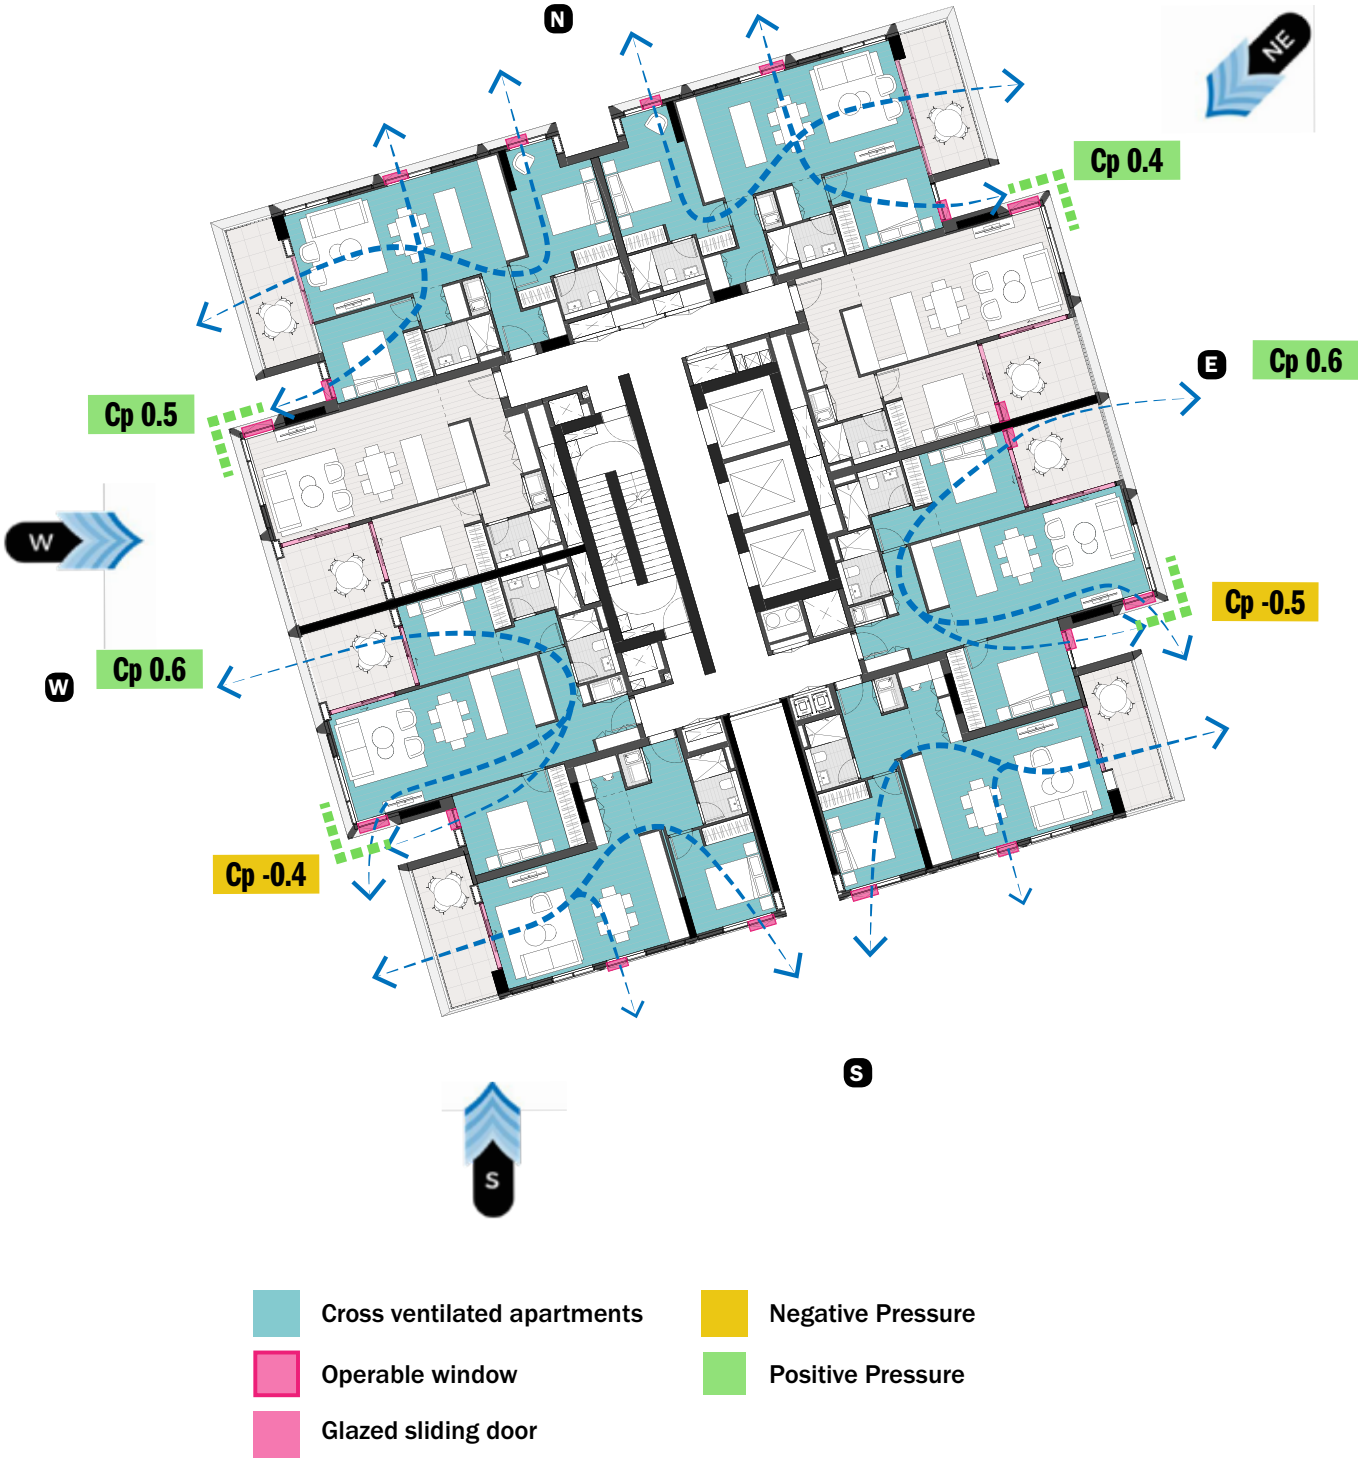 N
NE
Cp 0.4
E
Cp 0.6
Cp 0.5
W
Cp -0.5
Cp 0.6
W
Cp -0.4
S
S
Cross ventilated apartments
Negative Pressure
Operable window
Positive Pressure
Glazed sliding door